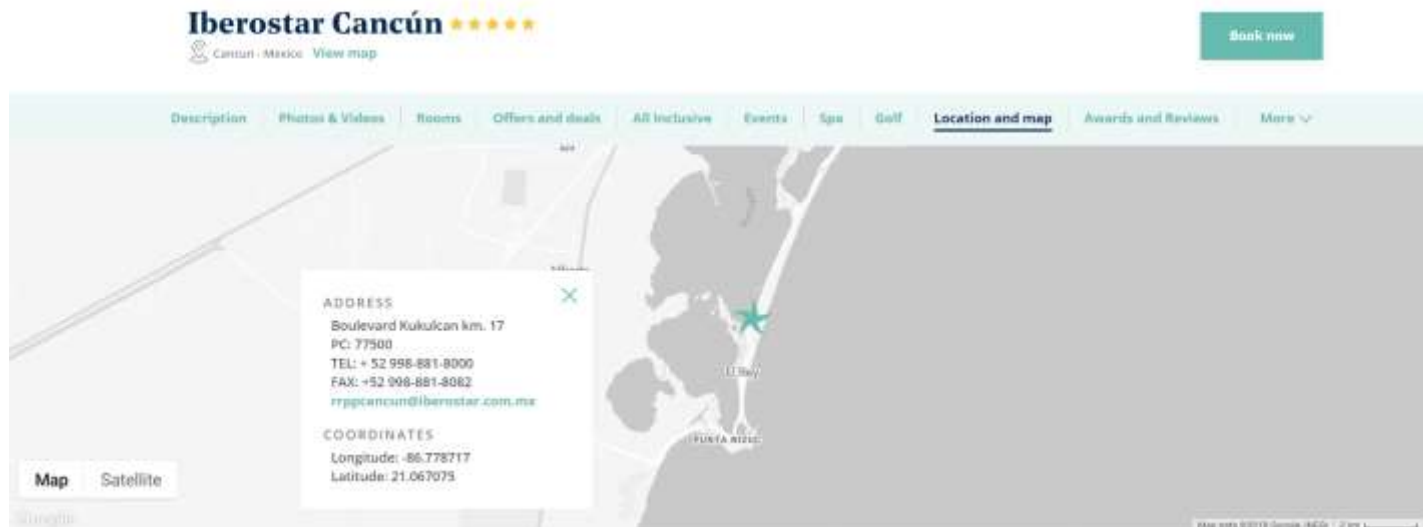 Iberostar Cancún
Book now
Cancun - Mexico View map
Description Photos & Videos Rooms Offers and deals All Inclusive Events Spa Golf Location and map Awards and Reviews More
ADDRESS
Boulevard Kukulcan km. 17
PC: 77500
TEL: + 52 998-881-8000
FAX: +52 998-881-8082
rrppcancun@iberostar.com.mx
El Rey
COORDINATES
PUNTA NIZUC
Longitude: -86.778717
Latitude: 21.067075
Map Satellite
Google